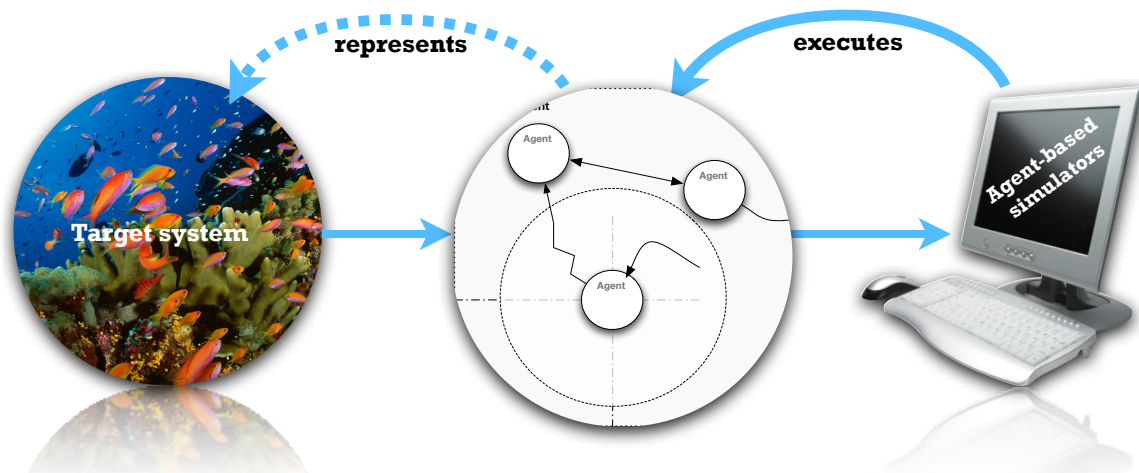 represents
executes
Agent
Agent
Agent
Target system
Agent-based
simulators